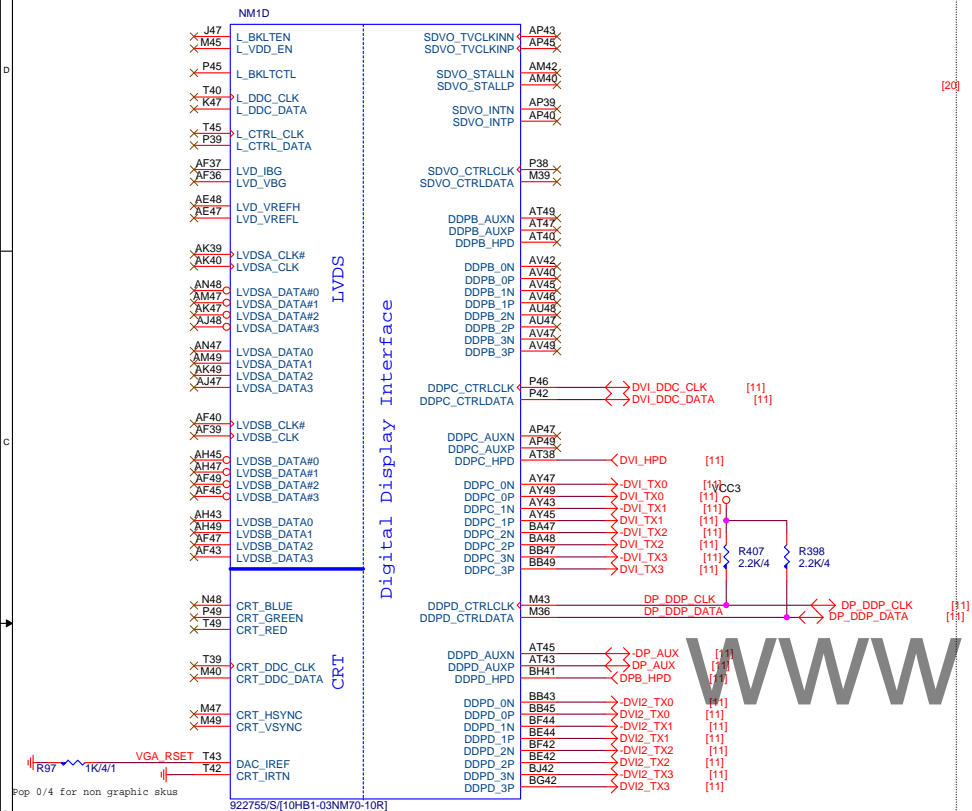 NM1D
J47 L_BKLTEN SDVO_TVCLKINN AP43
M45 L_VDD_EN SDVO_TVCLKINP AP45
P45 L_BKLTCTL SDVO_STALLN AM42
SDVO_STALLP AM40
T40 L_DDC_CLK
K47 L_DDC_DATA SDVO_INTN AP39
SDVO_INTP AP40
T45 L_CTRL_CLK
P39 L_CTRL_DATA
AF37 LVD_IBG SDVO_CTRLCLK P38
AF36 LVD_VBG SDVO_CTRLDATA M39
AE48 LVD_VREFH
AE47 LVD_VREFL DDPB_AUXN AT49
DDPB_AUXP AT47
DDPB_HPD AT40
AK39 LVDSA_CLK#
AK40 LVDSA_CLK DDPB_0N AV42
DDPB_0P AV40
AN48 LVDSA_DATA#0 DDPB_1N AV45
AM47 LVDSA_DATA#1 DDPB_1P AV46
AK47 LVDSA_DATA#2 DDPB_2N AU48
AJ48 LVDSA_DATA#3 DDPB_2P AU47
DDPB_3N AV47
AN47 LVDSA_DATA0 DDPB_3P AV49
AM49 LVDSA_DATA1
AK49 LVDSA_DATA2
AJ47 LVDSA_DATA3 DDPC_CTRLCLK P46 DVI_DDC_CLK [11]
DDPC_CTRLDATA P42 DVI_DDC_DATA [11]
AF40 LVDSB_CLK#
AF39 LVDSB_CLK DDPC_AUXN AP47
DDPC_AUXP AP49
AH45 LVDSB_DATA#0 DDPC_HPD AT38 DVI_HPD [11]
AH47 LVDSB_DATA#1
AF49 LVDSB_DATA#2 DDPC_0N AY47 -DVI_TX0 [11]
AF45 LVDSB_DATA#3 DDPC_0P AY49 DVI_TX0 [11]
DDPC_1N AY43 -DVI_TX1 [11]
AH43 LVDSB_DATA0 DDPC_1P AY45 DVI_TX1 [11]
AH49 LVDSB_DATA1 DDPC_2N BA47 -DVI_TX2 [11]
AF47 LVDSB_DATA2 DDPC_2P BA48 DVI_TX2 [11]
AF43 LVDSB_DATA3 DDPC_3N BB47 -DVI_TX3 [11]
DDPC_3P BB49 DVI_TX3 [11]
VCC3
R407 2.2K/4
R398 2.2K/4
N48 CRT_BLUE DDPD_CTRLCLK M43 DP_DDP_CLK DP_DDP_CLK [11]
P49 CRT_GREEN DDPD_CTRLDATA M36 DP_DDP_DATA DP_DDP_DATA [11]
T49 CRT_RED
DDPD_AUXN AT45 -DP_AUX [11]
T39 CRT_DDC_CLK DDPD_AUXP AT43 DP_AUX [11]
M40 CRT_DDC_DATA DDPD_HPD BH41 DPB_HPD [11]
DDPD_0N BB43 -DVI2_TX0 [11]
M47 CRT_HSYNC DDPD_0P BB45 DVI2_TX0 [11]
M49 CRT_VSYNC DDPD_1N BF44 -DVI2_TX1 [11]
DDPD_1P BE44 DVI2_TX1 [11]
DDPD_2N BF42 -DVI2_TX2 [11]
VGA_RSET T43 DAC_IREF DDPD_2P BE42 DVI2_TX2 [11]
R97 1K/4/1 T42 CRT_IRTN DDPD_3N BJ42 -DVI2_TX3 [11]
DDPD_3P BG42 DVI2_TX3 [11]
Pop 0/4 for non graphic skus
922755/S/[10HB1-03NM70-10R]
LVDS
Digital Display Interface
CRT
D
C
[20]
www